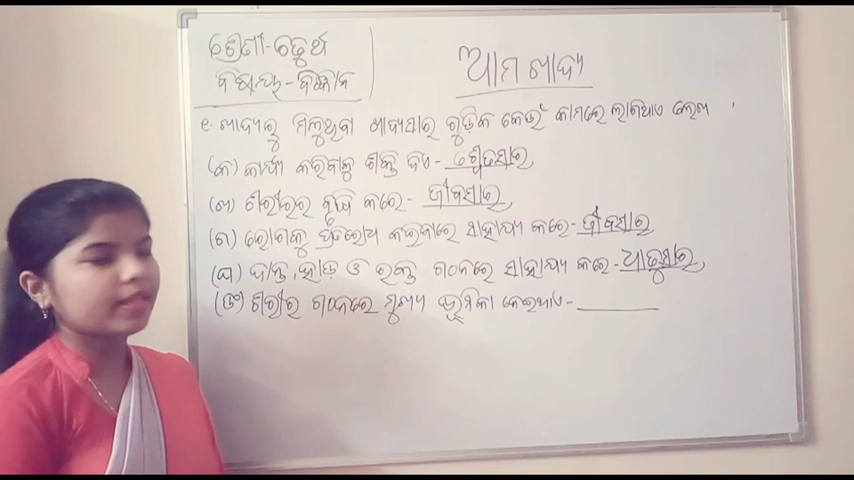 ଶ୍ରେଣୀ-ଚତୁର୍ଥ
ବିଷୟ-ବିଜ୍ଞାନ
ଆମ ଖାଦ୍ୟ
୧. ଖାଦ୍ୟରୁ ମିଳୁଥିବା ଖାଦ୍ୟସାର ଗୁଡ଼ିକ କେଉଁ କାମରେ ଲାଗିଥାଏ ଲେଖ ।
(କ) କାର୍ଯ୍ୟ କରିବାକୁ ଶକ୍ତି ଦିଏ-
(ଖ) ଶରୀରର ବୃଦ୍ଧି କରେ- ଜୀବସାର,
(ଗ) ରୋଗକୁ ପ୍ରତିରୋଧ କରିବାରେ ସାହାଯ୍ୟ କରେ- ଜୀବସାର
(ଘ) ଦାନ୍ତ, ହାଡ଼ ଓ ରକ୍ତ ଗଠନରେ ସାହାଯ୍ୟ କରେ- ଧାତୁସାର,
(ଙ) ଶରୀର ଗଠନରେ ମୁଖ୍ୟ ଭୂମିକା ନେଇଥାଏ-